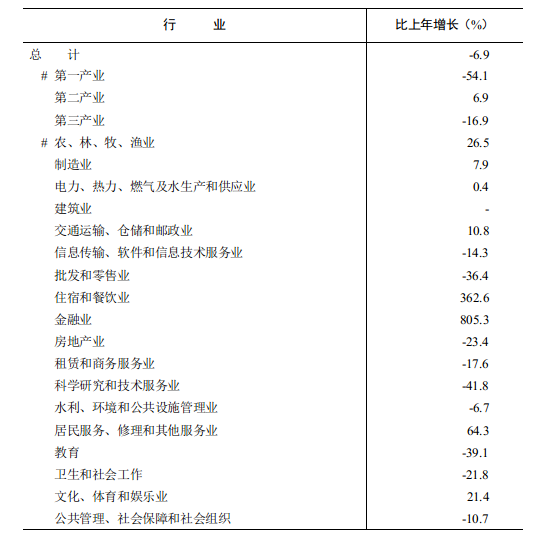 行 业 比上年增长（%）
总 计 -6.9
# 第一产业 -54.1
第二产业 6.9
第三产业 -16.9
# 农、林、牧、渔业 26.5
制造业 7.9
电力、热力、燃气及水生产和供应业 0.4
建筑业 -
交通运输、仓储和邮政业 10.8
信息传输、软件和信息技术服务业 -14.3
批发和零售业 -36.4
住宿和餐饮业 362.6
金融业 805.3
房地产业 -23.4
租赁和商务服务业 -17.6
科学研究和技术服务业 -41.8
水利、环境和公共设施管理业 -6.7
居民服务、修理和其他服务业 64.3
教育 -39.1
卫生和社会工作 -21.8
文化、体育和娱乐业 21.4
公共管理、社会保障和社会组织 -10.7